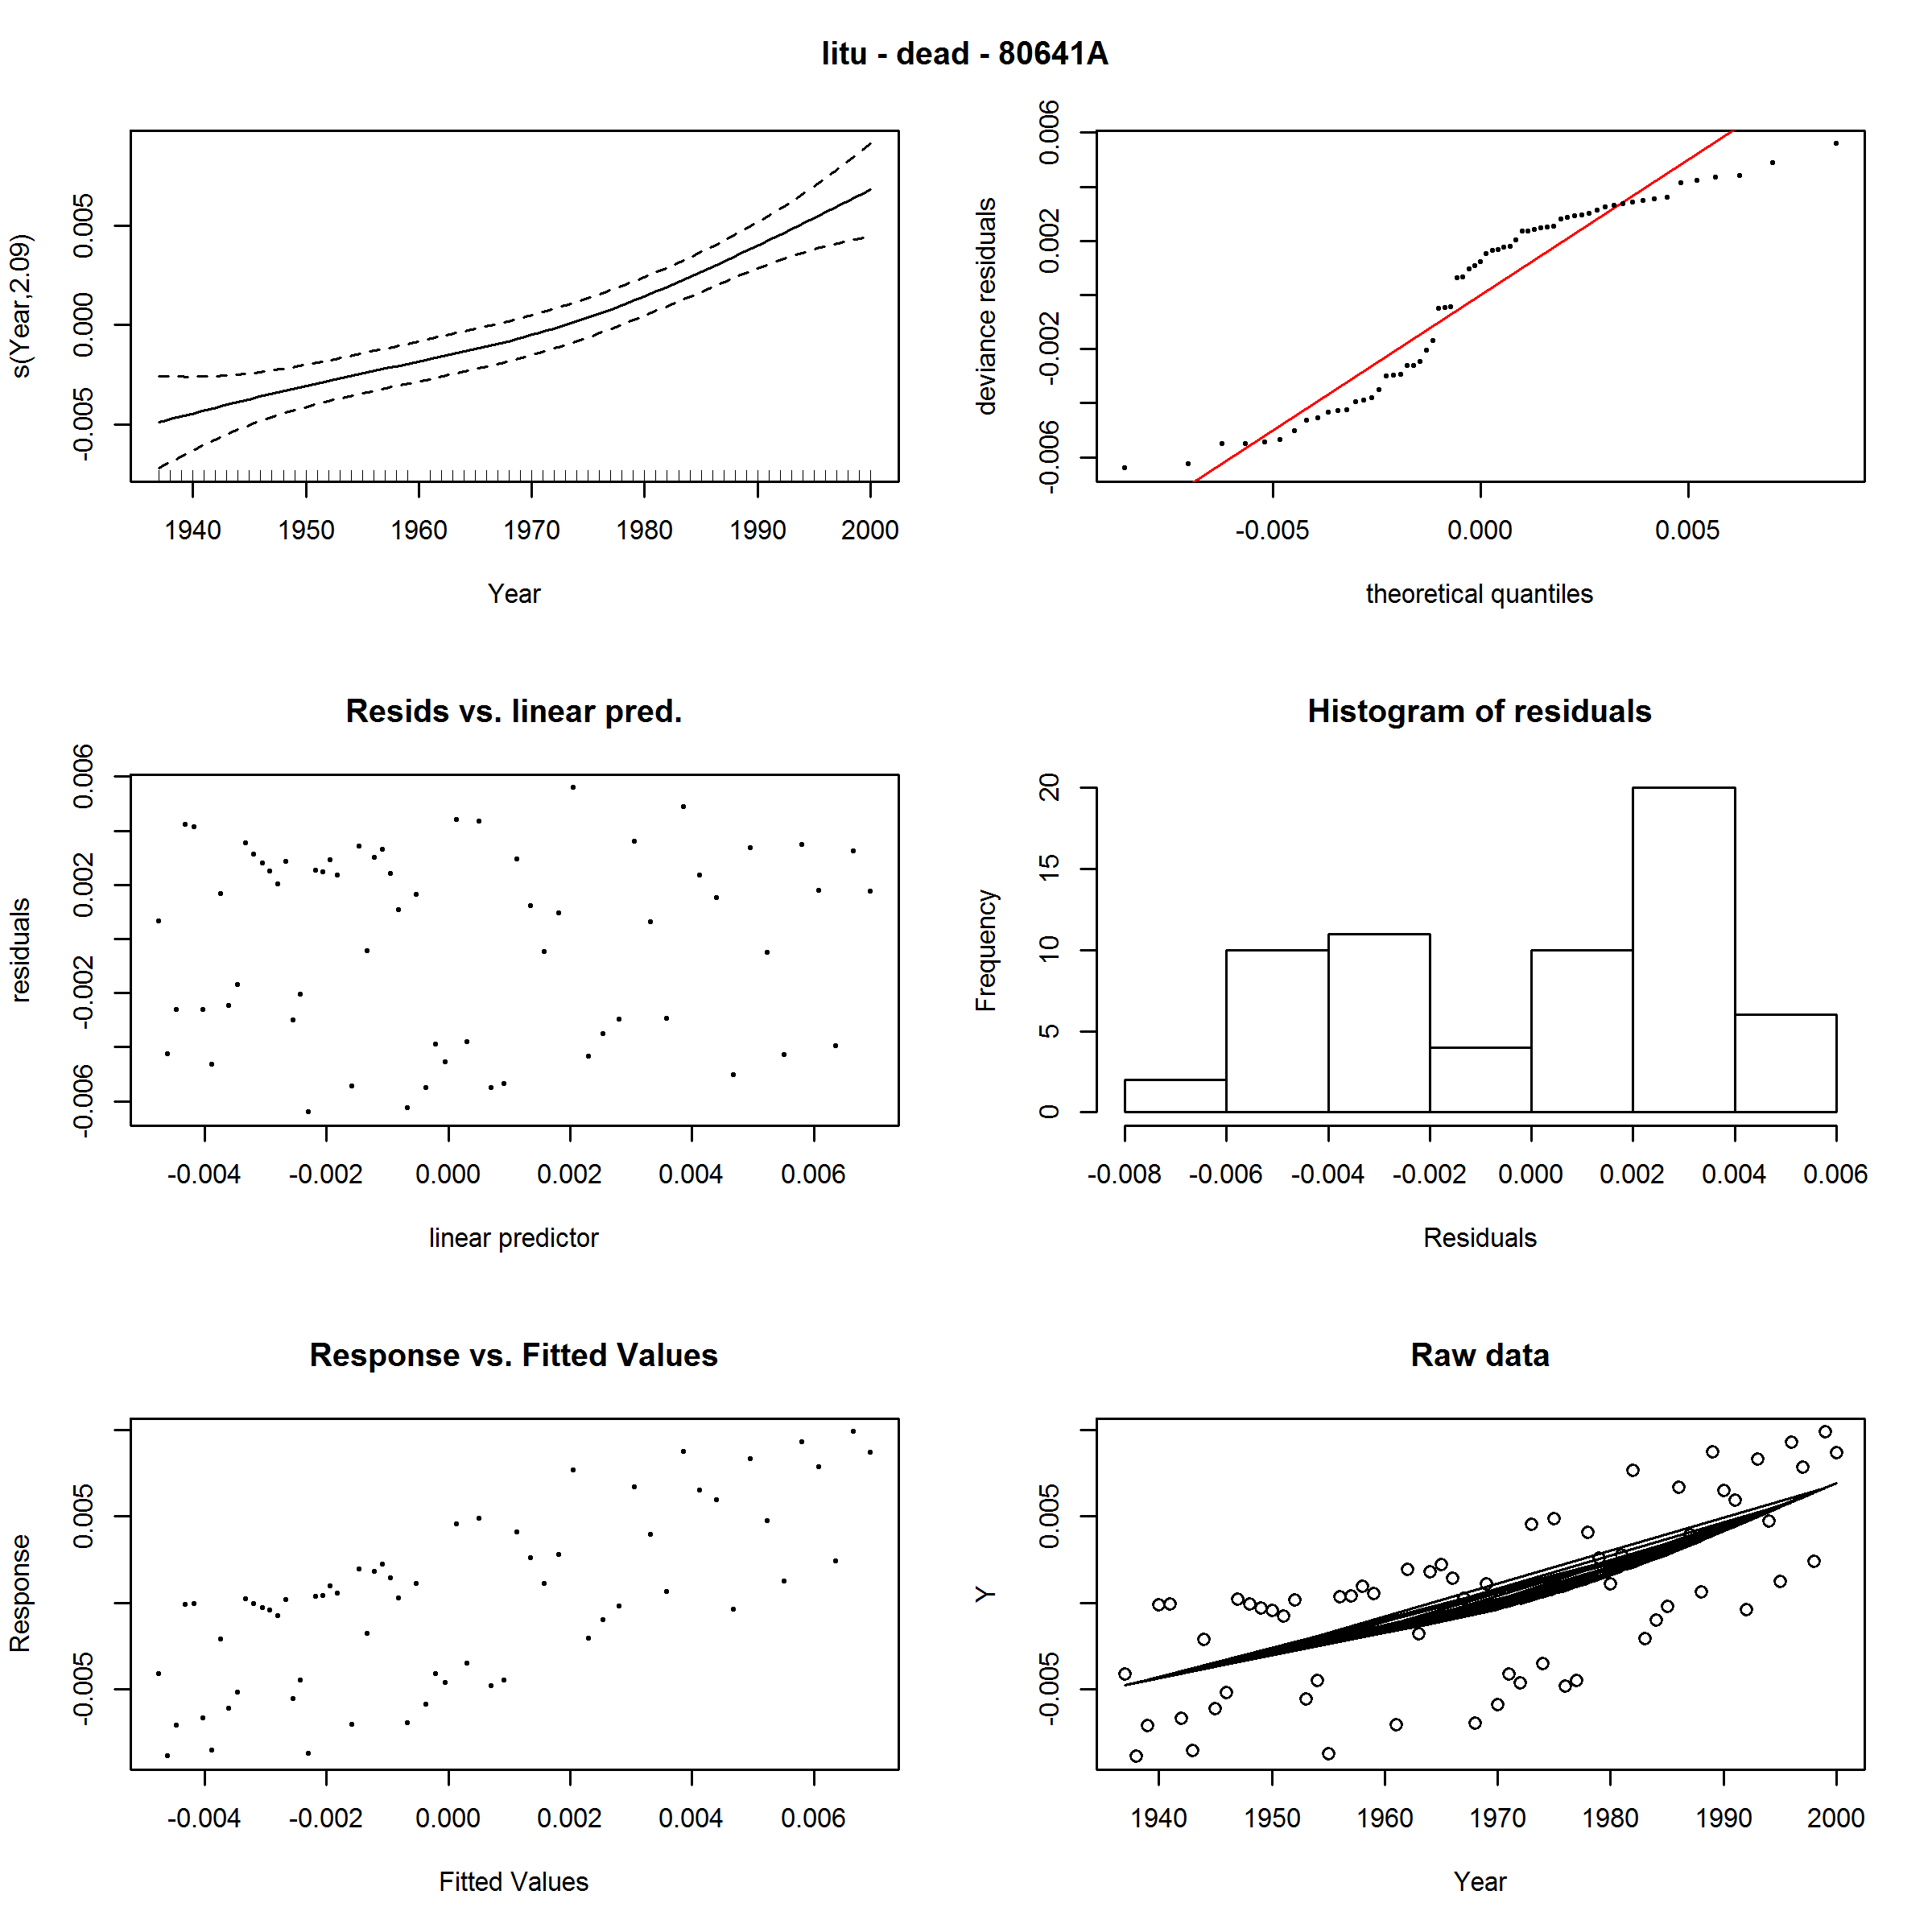 litu - dead - 80641A
s(Year,2.09)
-0.005 0.000 0.005
1940 1950 1960 1970 1980 1990 2000
Year
deviance residuals
-0.006 -0.002 0.002 0.006
-0.005 0.000 0.005
theoretical quantiles
Resids vs. linear pred.
residuals
-0.006 -0.002 0.002 0.006
-0.004 -0.002 0.000 0.002 0.004 0.006
linear predictor
Histogram of residuals
Frequency
0 5 10 15 20
-0.008 -0.006 -0.004 -0.002 0.000 0.002 0.004 0.006
Residuals
Response vs. Fitted Values
Response
-0.005 0.005
-0.004 -0.002 0.000 0.002 0.004 0.006
Fitted Values
Raw data
Y
-0.005 0.005
1940 1950 1960 1970 1980 1990 2000
Year